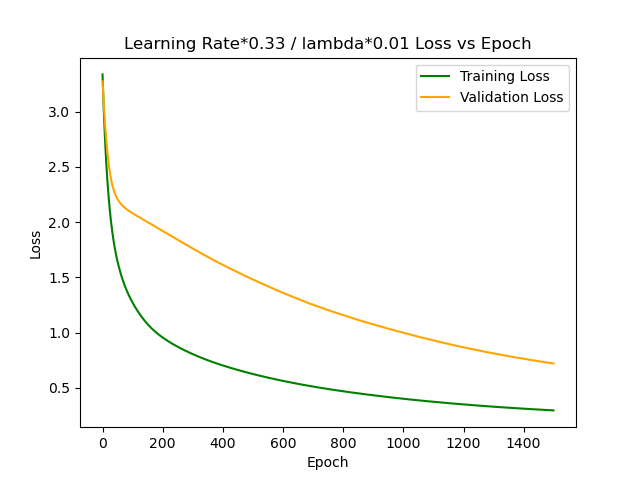 Learning Rate*0.33 / lambda*0.01 Loss vs Epoch
Training Loss
Validation Loss
Loss
3.0
2.5
2.0
1.5
1.0
0.5
0 200 400 600 800 1000 1200 1400
Epoch